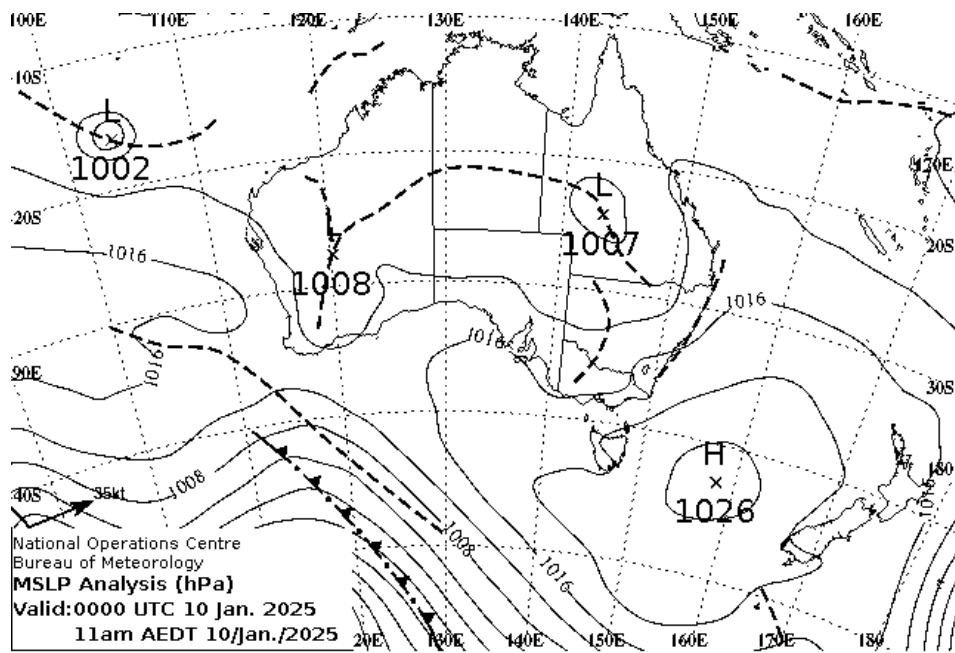 100E 110E 120E 130E 140E 150E 160E
10S
L
1002
170E
20S
1016
L
1007
20S
1008
1016
1016
1016
90E
30S
H
1026
180
1016
40S
1008
35kt
1008
1016
National Operations Centre
Bureau of Meteorology
MSLP Analysis (hPa)
Valid:0000 UTC 10 Jan. 2025
11am AEDT 10/Jan./2025
20E 130E 140E 150E 160E 170E 180